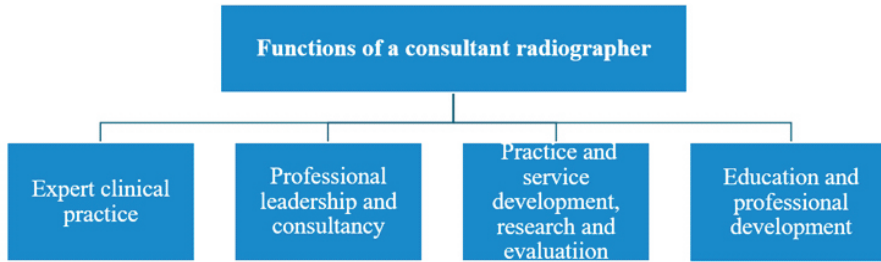 Functions of a consultant radiographer
Expert clinical
practice
Professional
leadership and
consultancy
Practice and
service
development,
research and
evaluatiion
Education and
professional
development